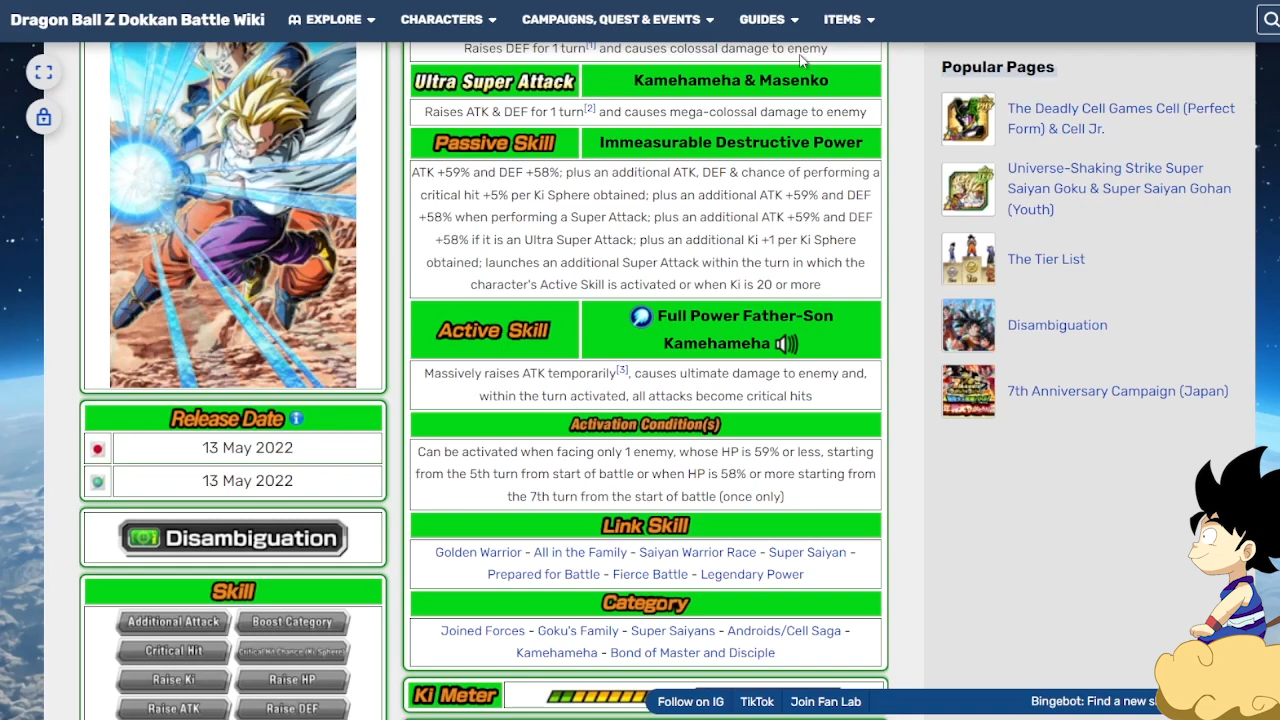 Dragon Ball Z Dokkan Battle Wiki
EXPLORE
CHARACTERS
CAMPAIGNS, QUEST & EVENTS
GUIDES
ITEMS
Release Date
13 May 2022
13 May 2022
Disambiguation
Skill
Additional Attack
Boost Category
Critical Hit
Critical Hit Chance (Ki Sphere)
Raise Ki
Raise HP
Raise ATK
Raise DEF
Raises DEF for 1 turn[1] and causes colossal damage to enemy
Ultra Super Attack
Kamehameha & Masenko
Raises ATK & DEF for 1 turn[2] and causes mega-colossal damage to enemy
Passive Skill
Immeasurable Destructive Power
ATK +59% and DEF +58%; plus an additional ATK, DEF & chance of performing a
critical hit +5% per Ki Sphere obtained; plus an additional ATK +59% and DEF
+58% when performing a Super Attack; plus an additional ATK +59% and DEF
+58% if it is an Ultra Super Attack; plus an additional Ki +1 per Ki Sphere
obtained; launches an additional Super Attack within the turn in which the
character's Active Skill is activated or when Ki is 20 or more
Active Skill
Full Power Father-Son
Kamehameha
Massively raises ATK temporarily[3], causes ultimate damage to enemy and,
within the turn activated, all attacks become critical hits
Activation Condition(s)
Can be activated when facing only 1 enemy, whose HP is 59% or less, starting
from the 5th turn from start of battle or when HP is 58% or more starting from
the 7th turn from the start of battle (once only)
Link Skill
Golden Warrior - All in the Family - Saiyan Warrior Race - Super Saiyan -
Prepared for Battle - Fierce Battle - Legendary Power
Category
Joined Forces - Goku's Family - Super Saiyans - Androids/Cell Saga -
Kamehameha - Bond of Master and Disciple
Ki Meter
Popular Pages
The Deadly Cell Games Cell (Perfect
Form) & Cell Jr.
Universe-Shaking Strike Super
Saiyan Goku & Super Saiyan Gohan
(Youth)
The Tier List
Disambiguation
7th Anniversary Campaign (Japan)
Follow on IG
TikTok
Join Fan Lab
Bingebot: Find a new